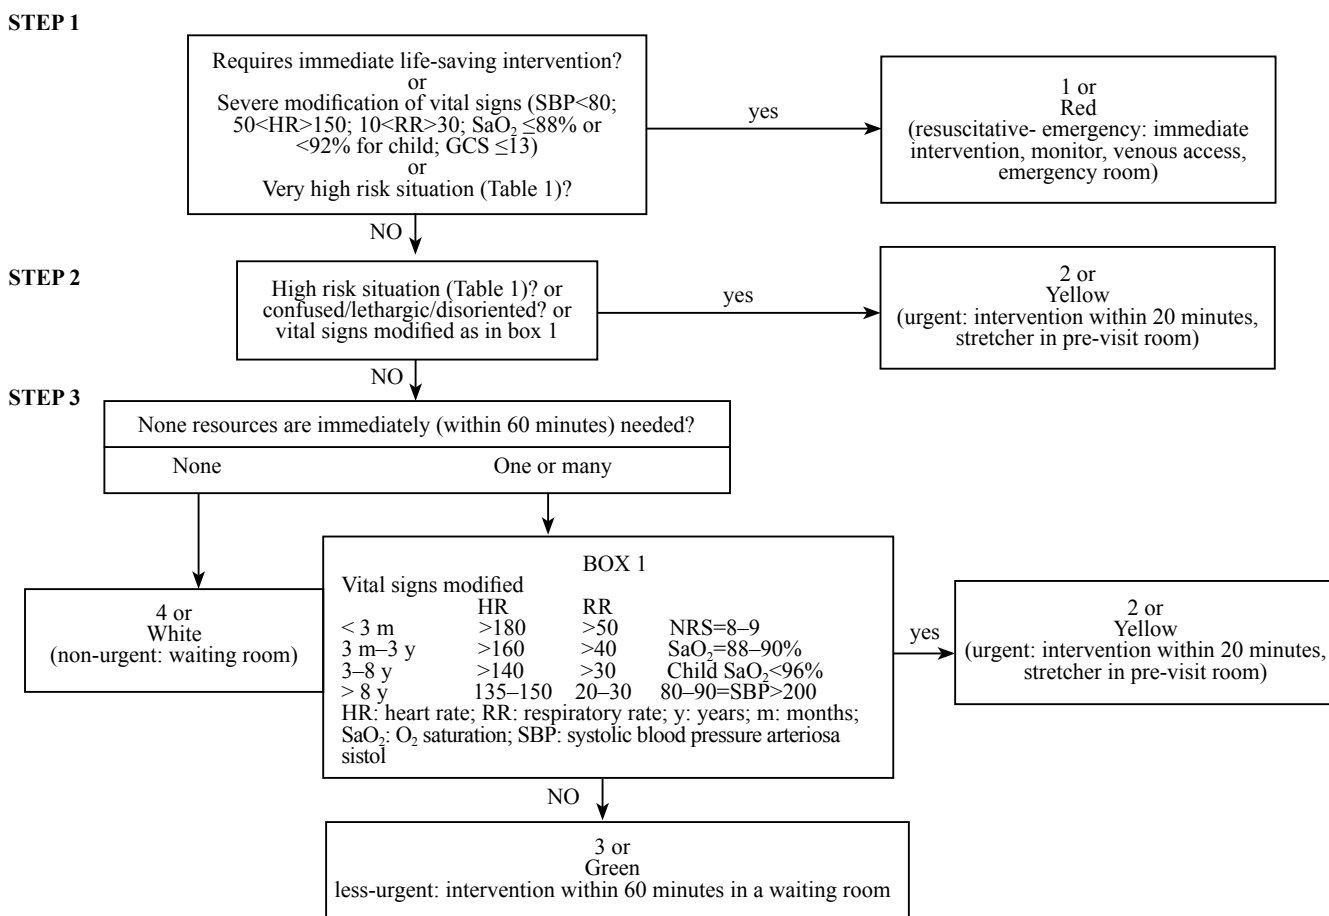 STEP 1
Requires immediate life-saving intervention?
or
Severe modification of vital signs (SBP<80;
50<HR>150; 10<RR>30; SaO₂ ≤88% or
<92% for child; GCS ≤13)
or
Very high risk situation (Table 1)?
yes
1 or
Red
(resuscitative- emergency: immediate
intervention, monitor, venous access,
emergency room)
NO
STEP 2
High risk situation (Table 1)? or
confused/lethargic/disoriented? or
vital signs modified as in box 1
yes
2 or
Yellow
(urgent: intervention within 20 minutes,
stretcher in pre-visit room)
NO
STEP 3
None resources are immediately (within 60 minutes) needed?
None One or many
4 or
White
(non-urgent: waiting room)
BOX 1
Vital signs modified
HR RR
< 3 m >180 >50 NRS=8–9
3 m–3 y >160 >40 SaO₂=88–90%
3–8 y >140 >30 Child SaO₂<96%
> 8 y 135–150 20–30 80–90=SBP>200
HR: heart rate; RR: respiratory rate; y: years; m: months;
SaO₂: O₂ saturation; SBP: systolic blood pressure arteriosa
sistol
yes
2 or
Yellow
(urgent: intervention within 20 minutes,
stretcher in pre-visit room)
NO
3 or
Green
less-urgent: intervention within 60 minutes in a waiting room